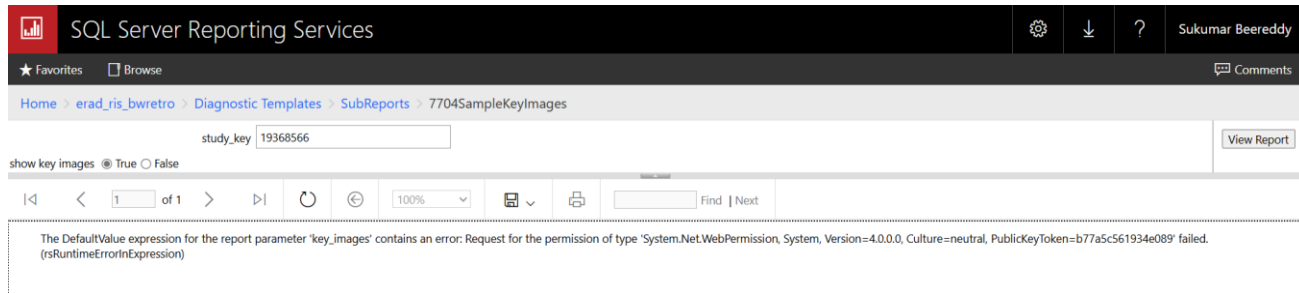 SQL Server Reporting Services
? Sukumar Beereddy
★ Favorites Browse Comments
Home > erad_ris_bwretro > Diagnostic Templates > SubReports > 7704SampleKeyImages
study_key 19368566 View Report
show key images True False
1 of 1 100% Find | Next
The DefaultValue expression for the report parameter 'key_images' contains an error: Request for the permission of type 'System.Net.WebPermission, System, Version=4.0.0.0, Culture=neutral, PublicKeyToken=b77a5c561934e089' failed.
(rsRuntimeErrorInExpression)